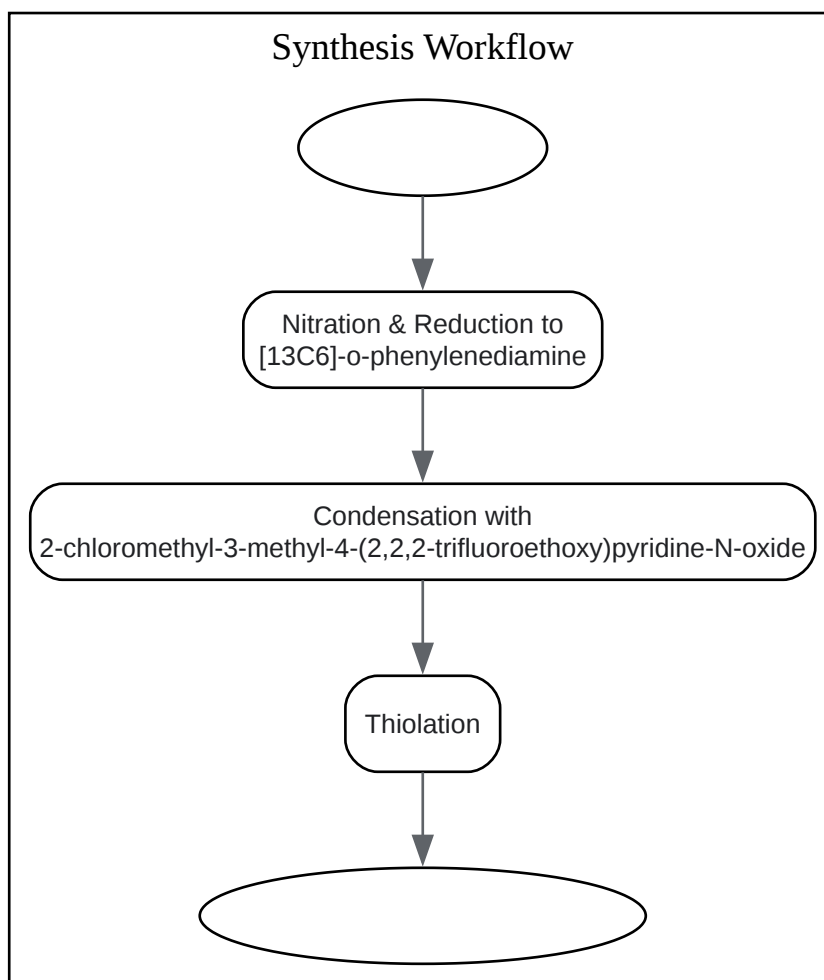 Synthesis Workflow
Nitration & Reduction to
[13C6]-o-phenylenediamine
Condensation with
2-chloromethyl-3-methyl-4-(2,2,2-trifluoroethoxy)pyridine-N-oxide
Thiolation